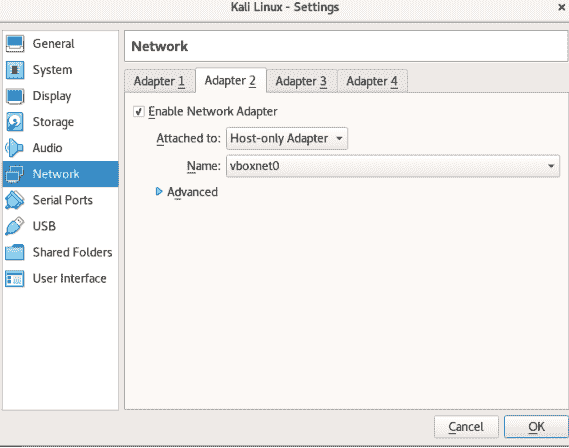 Kali Linux - Settings ×
General
System
Display
Storage
Audio
Network
Serial Ports
USB
Shared Folders
User Interface
Network
Adapter 1 Adapter 2 Adapter 3 Adapter 4
Enable Network Adapter
Attached to: Host-only Adapter
Name: vboxnet0
Advanced
Cancel OK